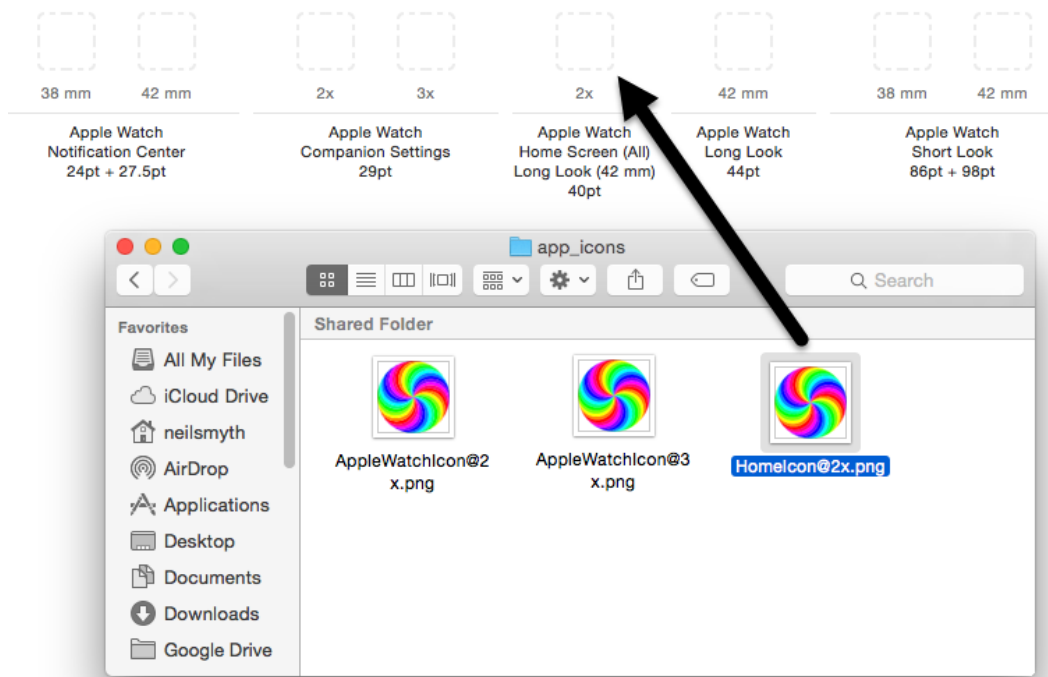 38 mm 42 mm 2x 3x 2x 42 mm 38 mm 42 mm
Apple Watch
Notification Center
24pt + 27.5pt
Apple Watch
Companion Settings
29pt
Apple Watch
Home Screen (All)
Long Look (42 mm)
40pt
Apple Watch
Long Look
44pt
Apple Watch
Short Look
86pt + 98pt
app_icons
Search
Favorites
All My Files
iCloud Drive
neilsmyth
AirDrop
Applications
Desktop
Documents
Downloads
Google Drive
Shared Folder
AppleWatchIcon@2
x.png
AppleWatchIcon@3
x.png
HomeIcon@2x.png